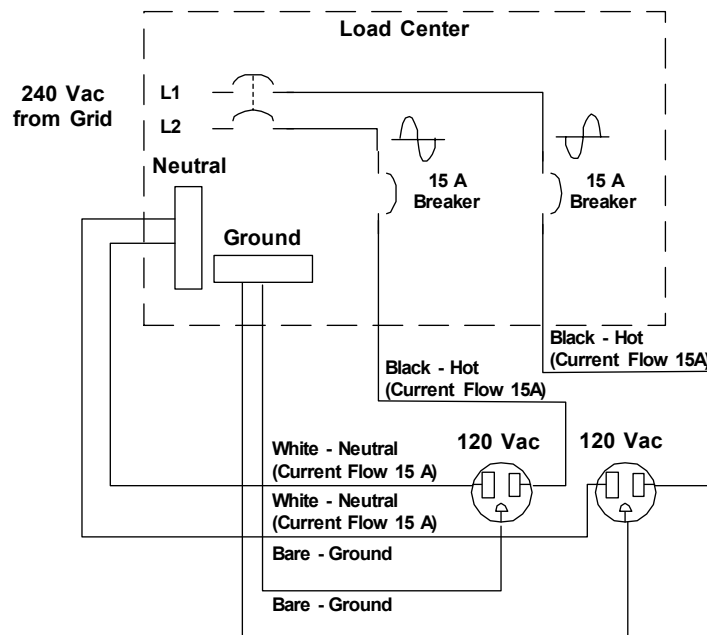 Load Center
240 Vac
from Grid
L1
L2
Neutral
Ground
15 A
Breaker
15 A
Breaker
Black - Hot
(Current Flow 15A)
Black - Hot
(Current Flow 15A)
White - Neutral
(Current Flow 15 A)
120 Vac
120 Vac
White - Neutral
(Current Flow 15 A)
Bare - Ground
Bare - Ground